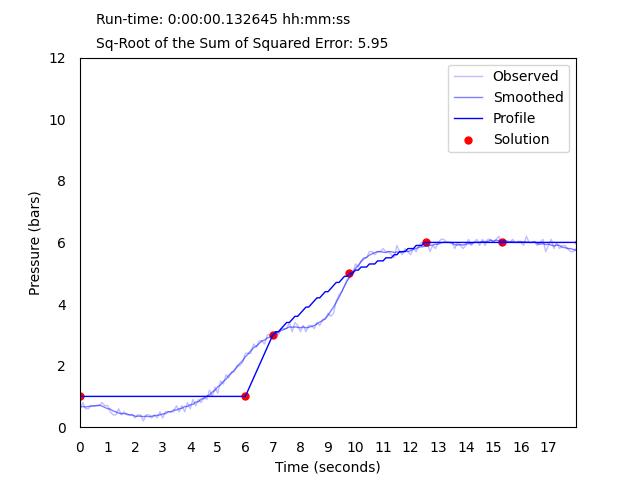 Run-time: 0:00:00.132645 hh:mm:ss
Sq-Root of the Sum of Squared Error: 5.95
12
10
8
6
4
2
0
Pressure (bars)
Observed
Smoothed
Profile
Solution
0 1 2 3 4 5 6 7 8 9 10 11 12 13 14 15 16 17
Time (seconds)